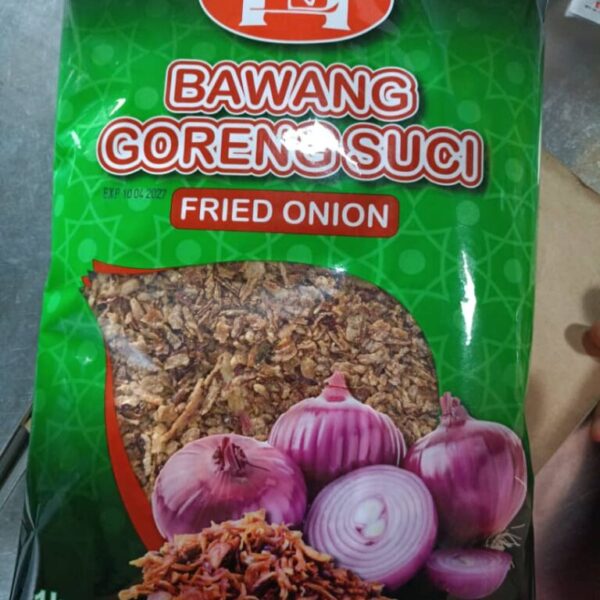 BAWANG
GORENG SUCI
EXP 10 04 2027
FRIED ONION